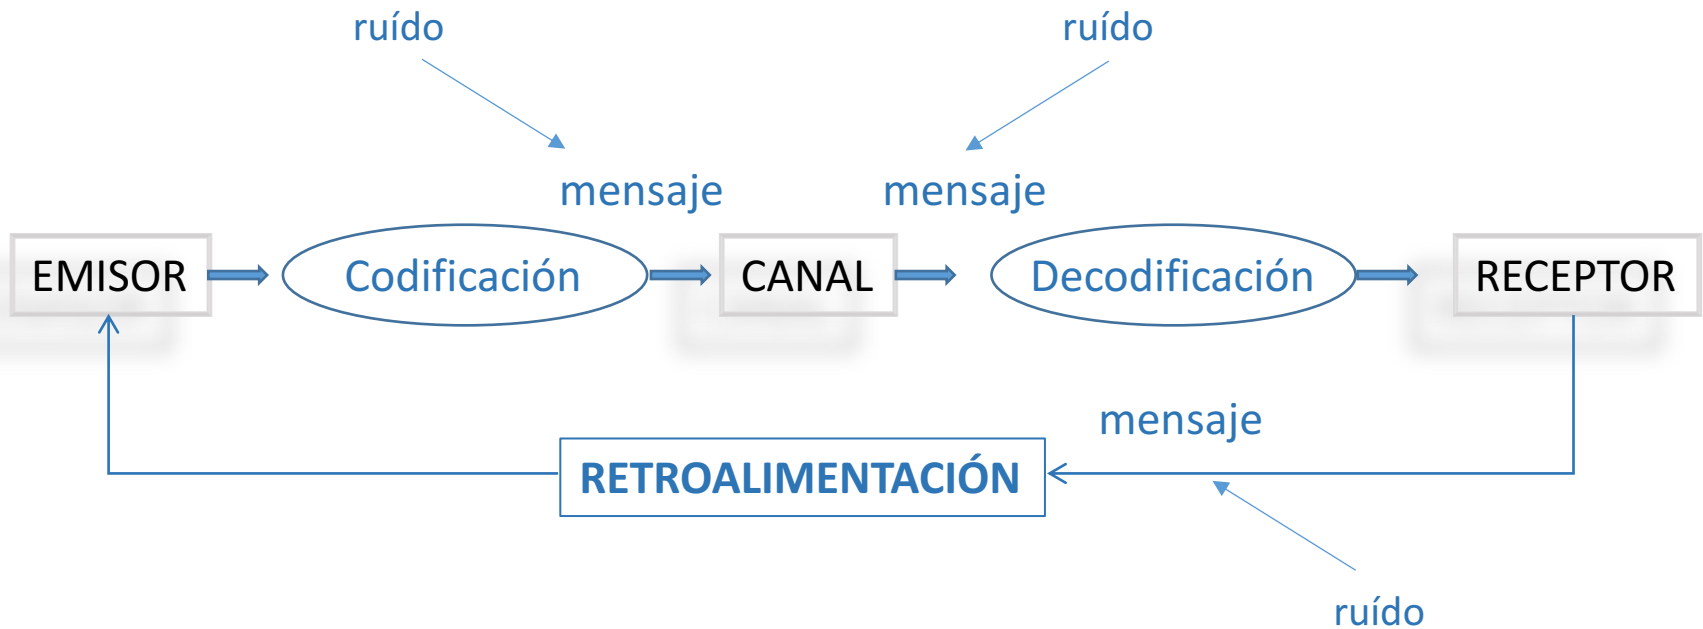 ruído
ruído
mensaje
mensaje
EMISOR
Codificación
CANAL
Decodificación
RECEPTOR
mensaje
RETROALIMENTACIÓN
ruído